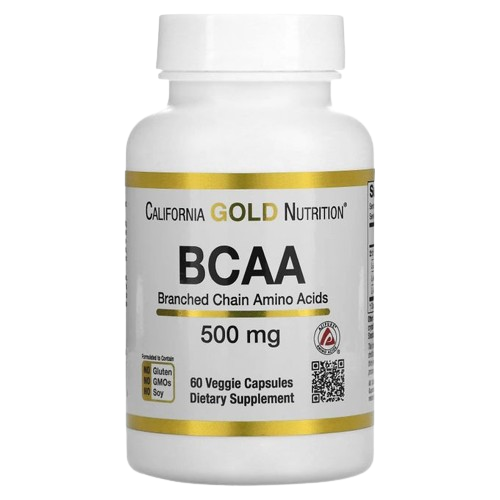 CALIFORNIA GOLD NUTRITION®
BCAA
Branched Chain Amino Acids
500 mg
Formulated to Contain
NO Gluten
NO GMOs
NO Soy
60 Veggie Capsules
Dietary Supplement